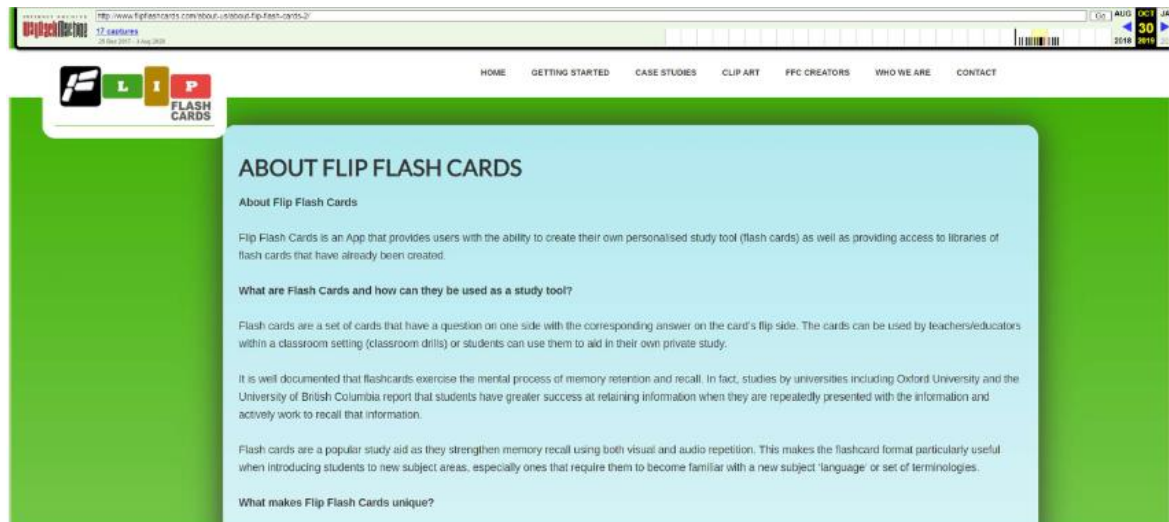 http://www.flipflashcards.com/about-us/about-flip-flash-cards-2/
Go
AUG OCT JA
17 captures
30
2018 2019
FLIP
FLASH
CARDS
HOME GETTING STARTED CASE STUDIES CLIP ART FFC CREATORS WHO WE ARE CONTACT
ABOUT FLIP FLASH CARDS
About Flip Flash Cards
Flip Flash Cards is an App that provides users with the ability to create their own personalised study tool (flash cards) as well as providing access to libraries of
flash cards that have already been created.
What are Flash Cards and how can they be used as a study tool?
Flash cards are a set of cards that have a question on one side with the corresponding answer on the card's flip side. The cards can be used by teachers/educators
within a classroom setting (classroom drills) or students can use them to aid in their own private study.
It is well documented that flashcards exercise the mental process of memory retention and recall. In fact, studies by universities including Oxford University and the
University of British Columbia report that students have greater success at retaining information when they are repeatedly presented with the information and
actively work to recall that information.
Flash cards are a popular study aid as they strengthen memory recall using both visual and audio repetition. This makes the flashcard format particularly useful
when introducing students to new subject areas, especially ones that require them to become familiar with a new subject 'language' or set of terminologies.
What makes Flip Flash Cards unique?